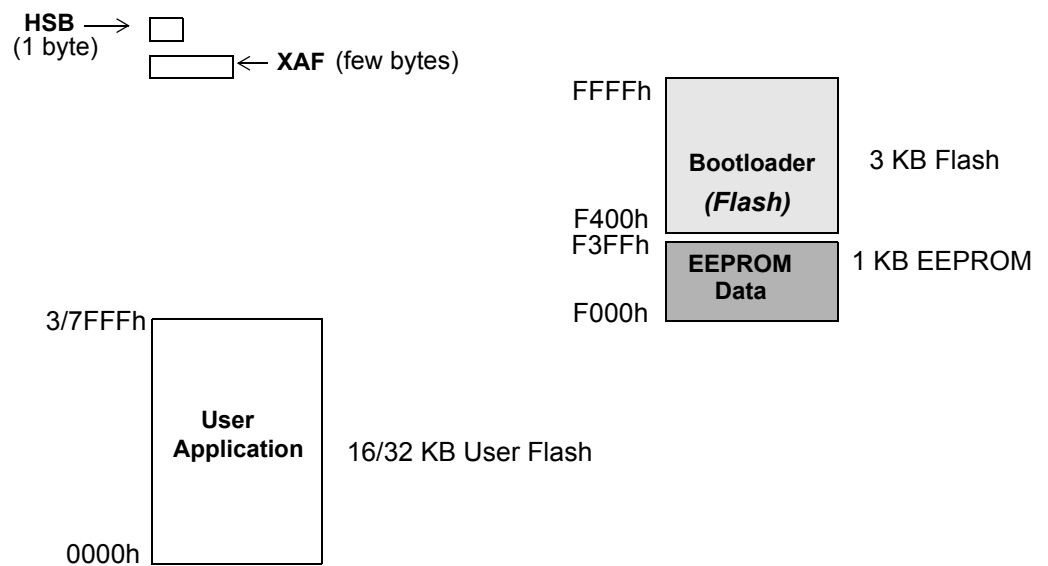 HSB
(1 byte)
XAF (few bytes)
FFFFh
Bootloader
(Flash)
3 KB Flash
F400h
F3FFh
EEPROM
Data
1 KB EEPROM
F000h
3/7FFFh
User
Application
16/32 KB User Flash
0000h